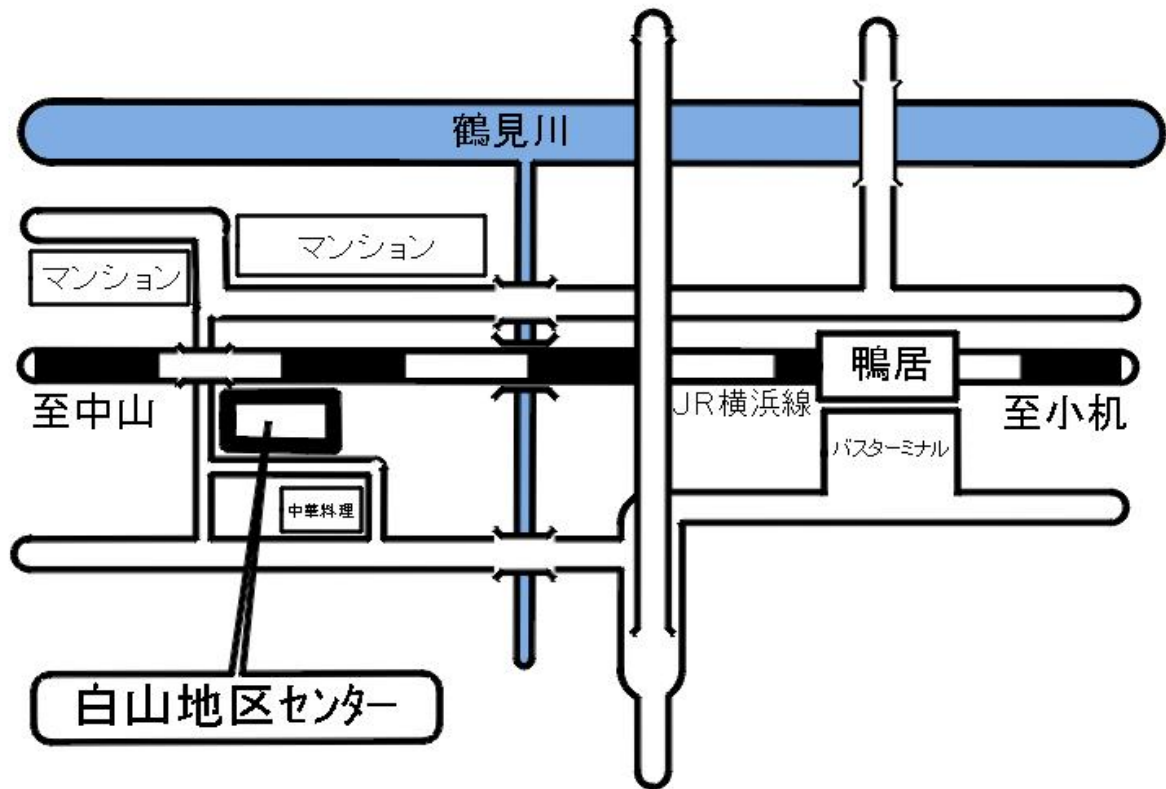 鶴見川
マンション
マンション
鴨居
至中山
JR横浜線
至小机
バスターミナル
中華料理
白山地区センター